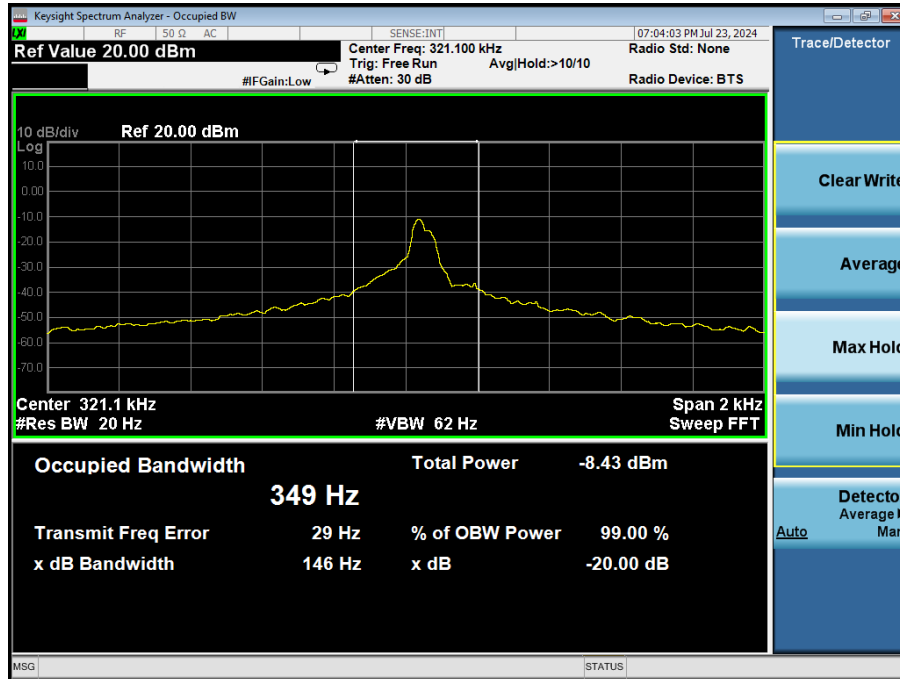 Keysight Spectrum Analyzer - Occupied BW
LXI RF 50 Ω AC SENSE:INT 07:04:03 PM Jul 23, 2024
Ref Value 20.00 dBm
Center Freq: 321.100 kHz
Radio Std: None
Trig: Free Run Avg|Hold:>10/10
#IFGain:Low #Atten: 30 dB Radio Device: BTS
10 dB/div Ref 20.00 dBm
Log
10.0
0.00
-10.0
-20.0
-30.0
-40.0
-50.0
-60.0
-70.0
Center 321.1 kHz Span 2 kHz
#Res BW 20 Hz #VBW 62 Hz Sweep FFT
Occupied Bandwidth Total Power -8.43 dBm
349 Hz
Transmit Freq Error 29 Hz % of OBW Power 99.00 %
x dB Bandwidth 146 Hz x dB -20.00 dB
MSG STATUS
Trace/Detector
Clear Write
Average
Max Hold
Min Hold
Detecto
Average
Auto Man